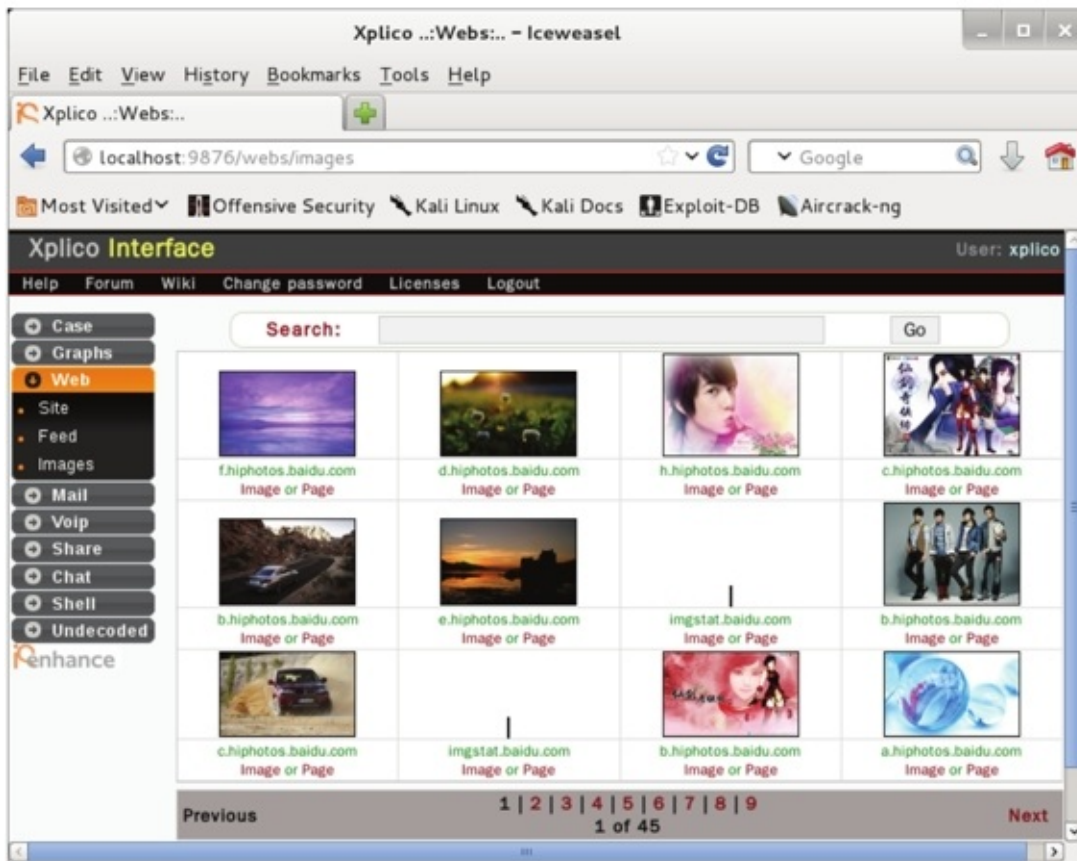 Xplico ..:Webs:.. – Iceweasel
File Edit View History Bookmarks Tools Help
Xplico ..:Webs:..
localhost:9876/webs/images
Google
Most Visited
Offensive Security
Kali Linux
Kali Docs
Exploit-DB
Aircrack-ng
Xplico Interface
User: xplico
Help Forum Wiki Change password Licenses Logout
Case
Graphs
Web
Site
Feed
Images
Mail
Voip
Share
Chat
Shell
Undecoded
enhance
Search:
Go
f.hiphotos.baidu.com
Image or Page
d.hiphotos.baidu.com
Image or Page
h.hiphotos.baidu.com
Image or Page
仙剑奇侠传
c.hiphotos.baidu.com
Image or Page
b.hiphotos.baidu.com
Image or Page
e.hiphotos.baidu.com
Image or Page
imgstat.baidu.com
Image or Page
b.hiphotos.baidu.com
Image or Page
c.hiphotos.baidu.com
Image or Page
imgstat.baidu.com
Image or Page
b.hiphotos.baidu.com
Image or Page
a.hiphotos.baidu.com
Image or Page
Previous
1 | 2 | 3 | 4 | 5 | 6 | 7 | 8 | 9
1 of 45
Next